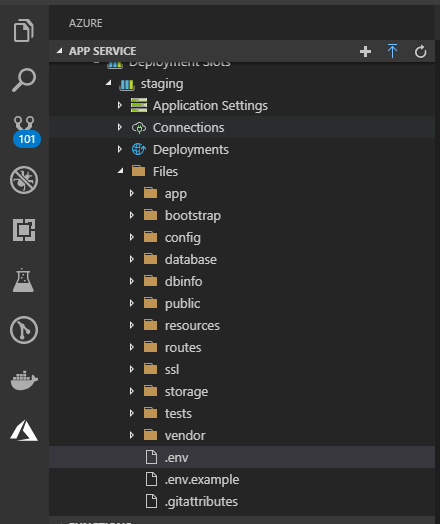 AZURE
APP SERVICE
Deployment Slots
staging
Application Settings
Connections
101
Deployments
Files
app
bootstrap
config
database
dbinfo
public
resources
routes
ssl
storage
tests
vendor
.env
.env.example
.gitattributes
FUNCTIONS